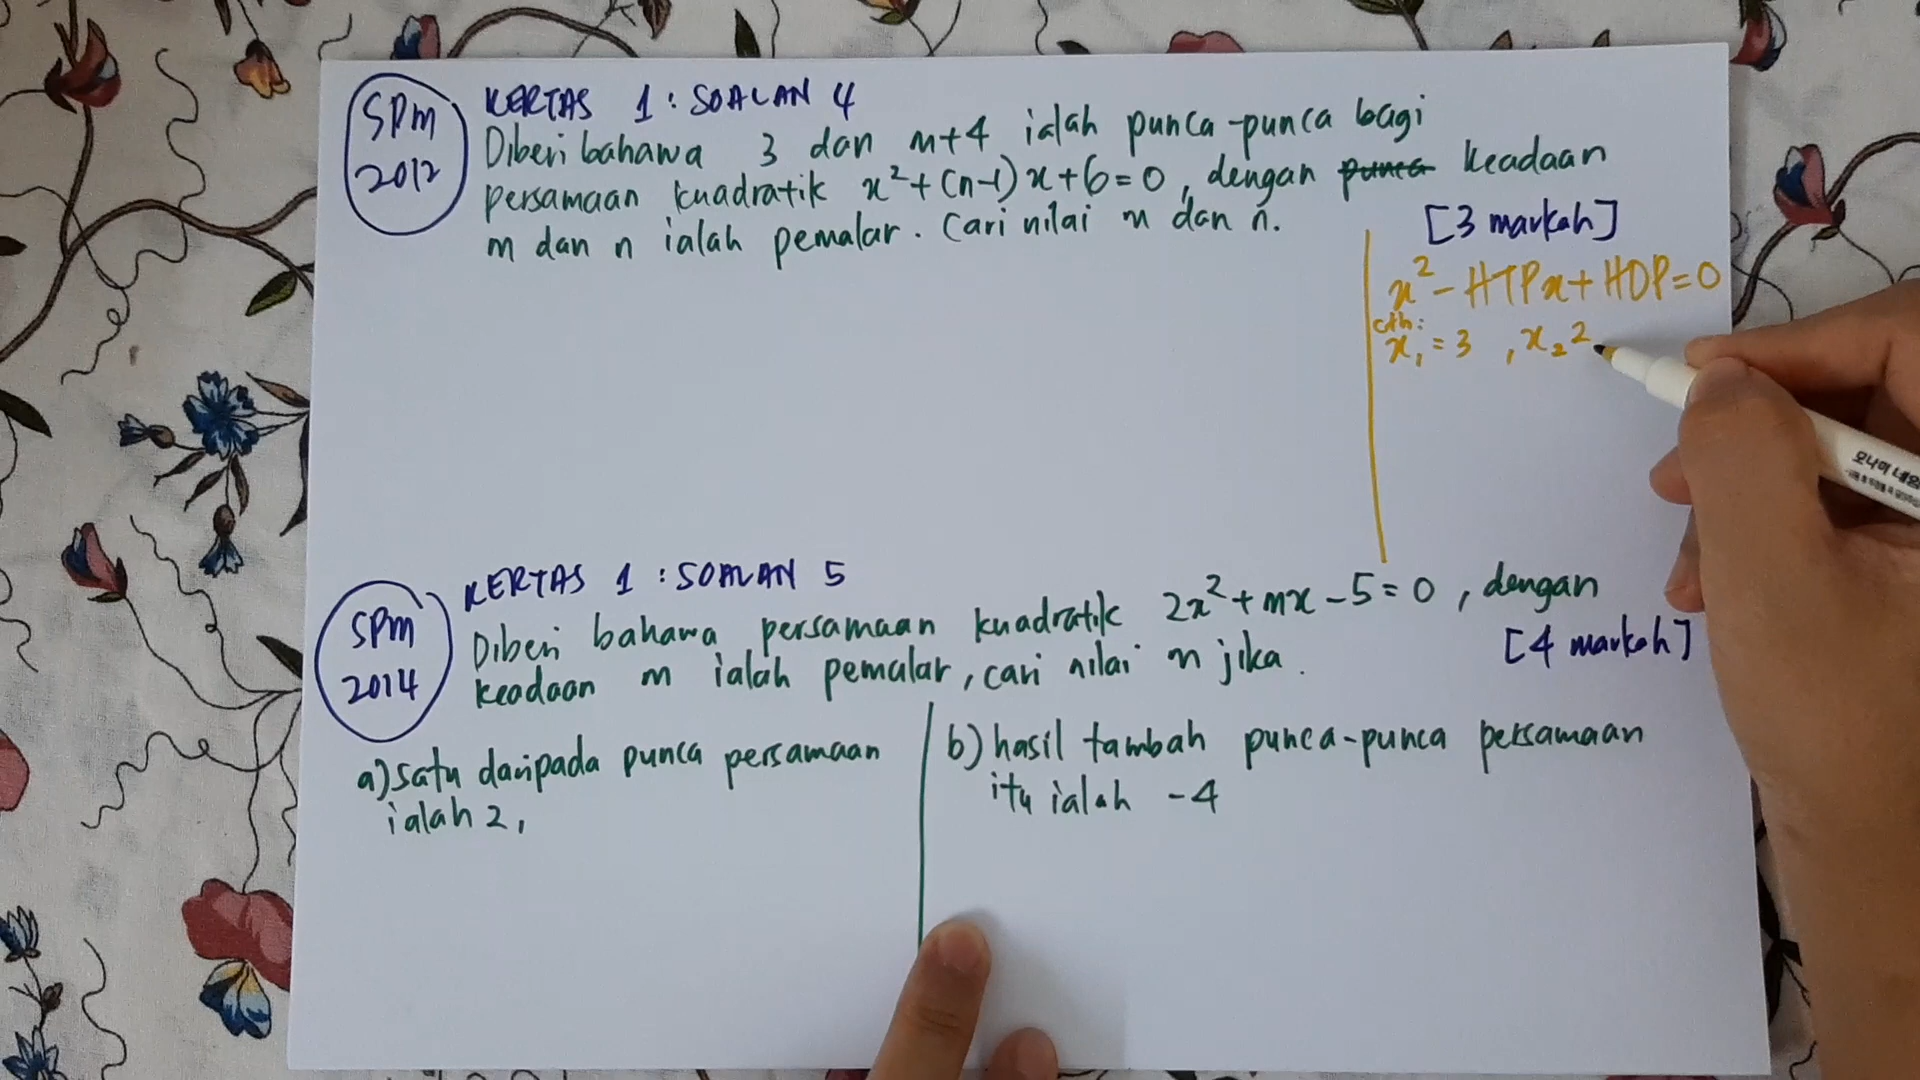 SPM
2012
KERTAS 1 : SOALAN 4
Diberi bahawa 3 dan m+4 ialah punca-punca bagi
persamaan kuadratik x²+(n-1)x+6=0, dengan punca keadaan
m dan n ialah pemalar. Cari nilai m dan n.
[3 markah]
x² - HTPx + HDP = 0
cth:
x₁ = 3 , x₂ 2
SPM
2014
KERTAS 1 : SOALAN 5
Diberi bahawa persamaan kuadratik 2x²+mx-5=0, dengan
keadaan m ialah pemalar, cari nilai m jika.
[4 markah]
a) satu daripada punca persamaan
ialah 2,
b) hasil tambah punca-punca persamaan
itu ialah -4
모나미